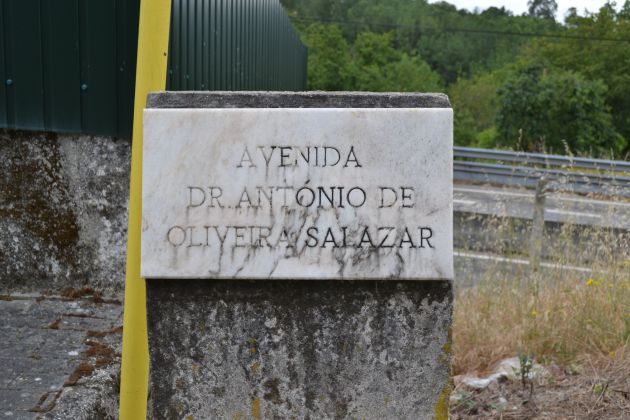 AVENIDA
DR. ANTÓNIO DE
OLIVEIRA SALAZAR